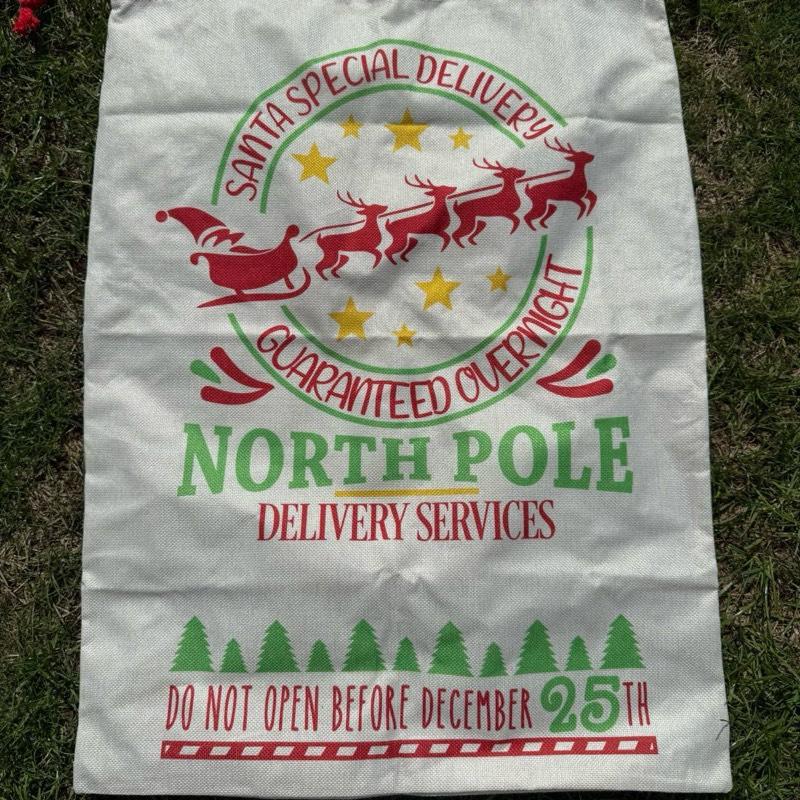 SANTA SPECIAL DELIVERY
GUARANTEED OVERNIGHT
NORTH POLE
DELIVERY SERVICES
DO NOT OPEN BEFORE DECEMBER 25TH